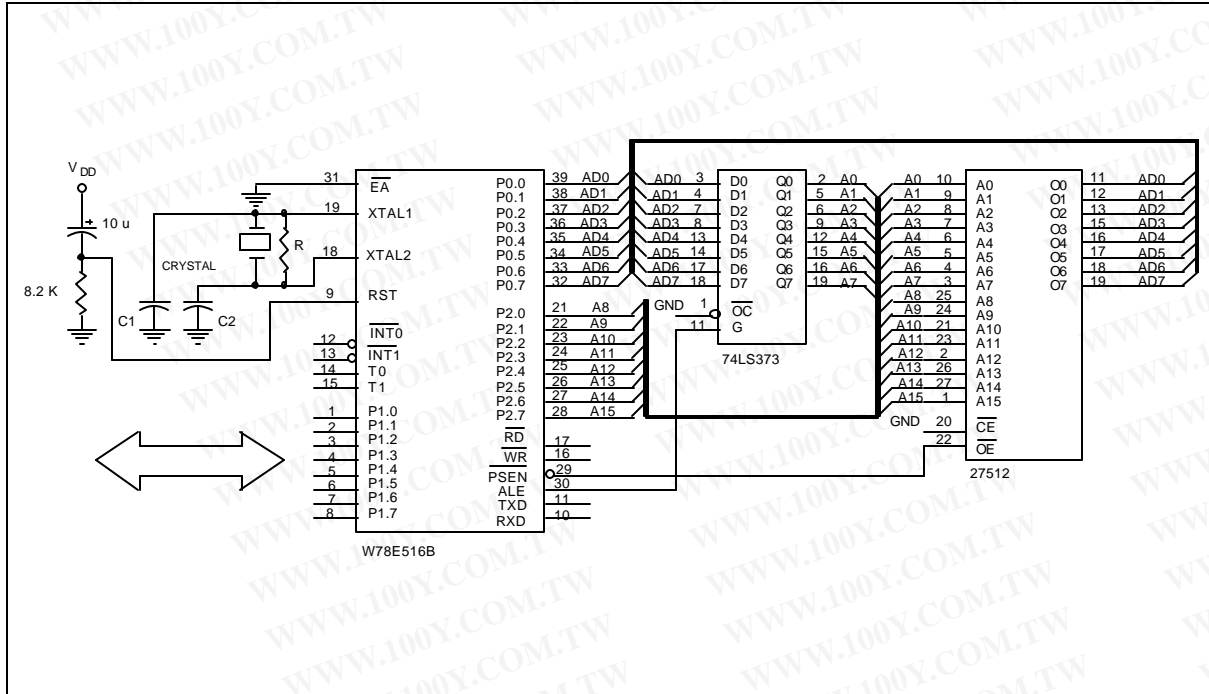 V DD
10 u
8.2 K
C1
C2
CRYSTAL
R
31 EA
19 XTAL1
18 XTAL2
9 RST
12 INT0
13 INT1
14 T0
15 T1
1 P1.0
2 P1.1
3 P1.2
4 P1.3
5 P1.4
6 P1.5
7 P1.6
8 P1.7
P0.0 39 AD0
P0.1 38 AD1
P0.2 37 AD2
P0.3 36 AD3
P0.4 35 AD4
P0.5 34 AD5
P0.6 33 AD6
P0.7 32 AD7
P2.0 21 A8
P2.1 22 A9
P2.2 23 A10
P2.3 24 A11
P2.4 25 A12
P2.5 26 A13
P2.6 27 A14
P2.7 28 A15
RD 17
WR 16
PSEN 29
ALE 30
TXD 11
RXD 10
W78E516B
AD0 3 D0 Q0 2 A0
AD1 4 D1 Q1 5 A1
AD2 7 D2 Q2 6 A2
AD3 8 D3 Q3 9 A3
AD4 13 D4 Q4 12 A4
AD5 14 D5 Q5 15 A5
AD6 17 D6 Q6 16 A6
AD7 18 D7 Q7 19 A7
GND 1 OC
11 G
74LS373
A0 10 A0 O0 11 AD0
A1 9 A1 O1 12 AD1
A2 8 A2 O2 13 AD2
A3 7 A3 O3 15 AD3
A4 6 A4 O4 16 AD4
A5 5 A5 O5 17 AD5
A6 4 A6 O6 18 AD6
A7 3 A7 O7 19 AD7
A8 25 A8
A9 24 A9
A10 21 A10
A11 23 A11
A12 2 A12
A13 26 A13
A14 27 A14
A15 1 A15
GND 20 CE
22 OE
27512
WWW.100Y.COM.TW